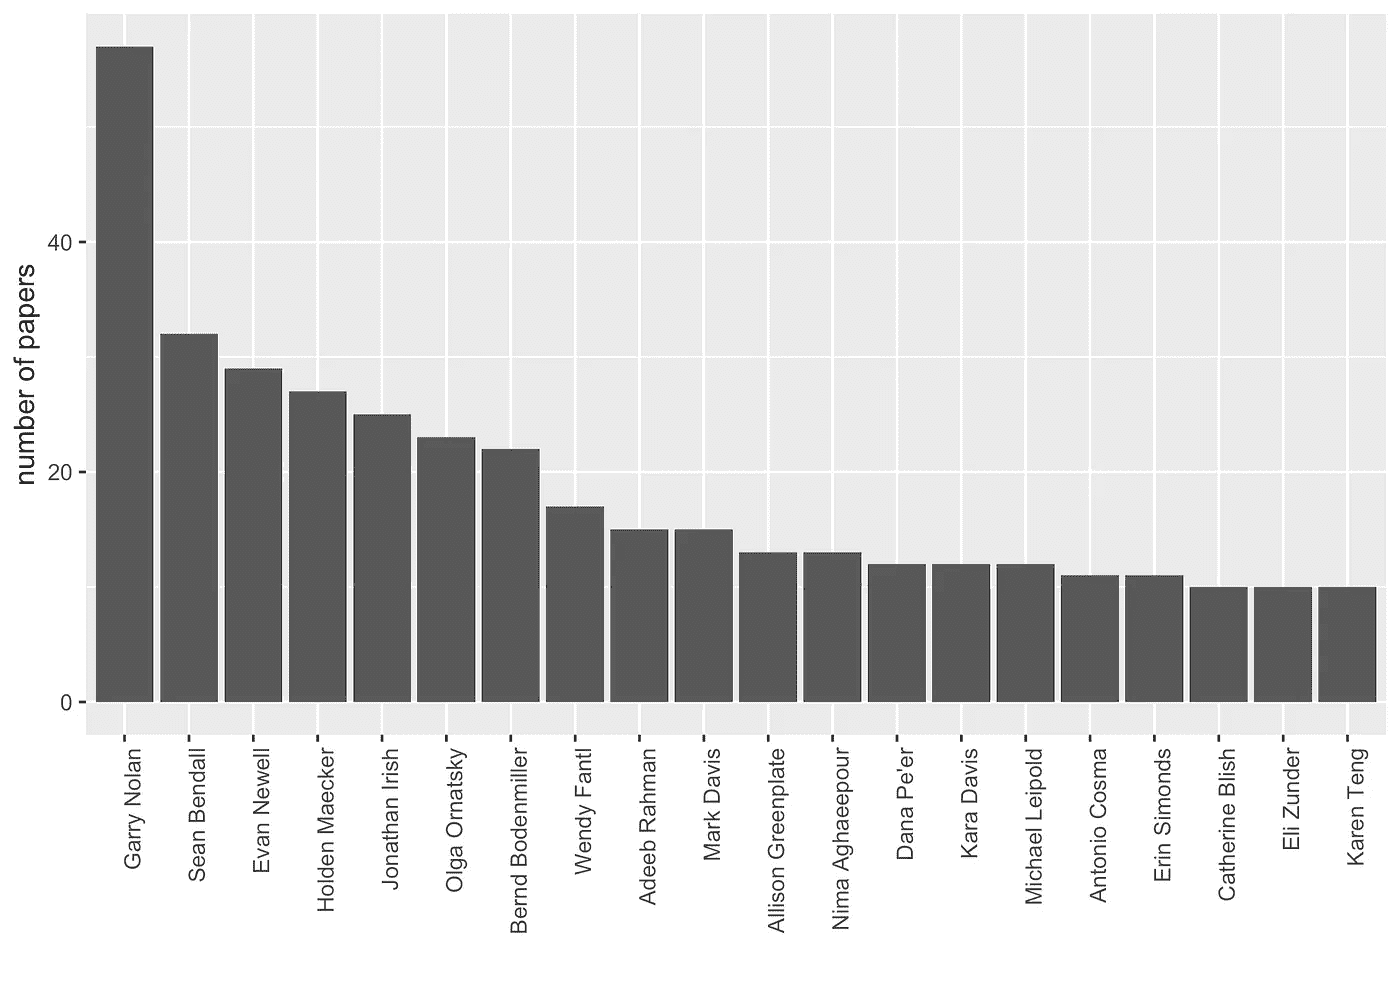 number of papers
40
20
0
Garry Nolan
Sean Bendall
Evan Newell
Holden Maecker
Jonathan Irish
Olga Ornatsky
Bernd Bodenmiller
Wendy Fantl
Adeeb Rahman
Mark Davis
Allison Greenplate
Nima Aghaeepour
Dana Pe'er
Kara Davis
Michael Leipold
Antonio Cosma
Erin Simonds
Catherine Blish
Eli Zunder
Karen Teng